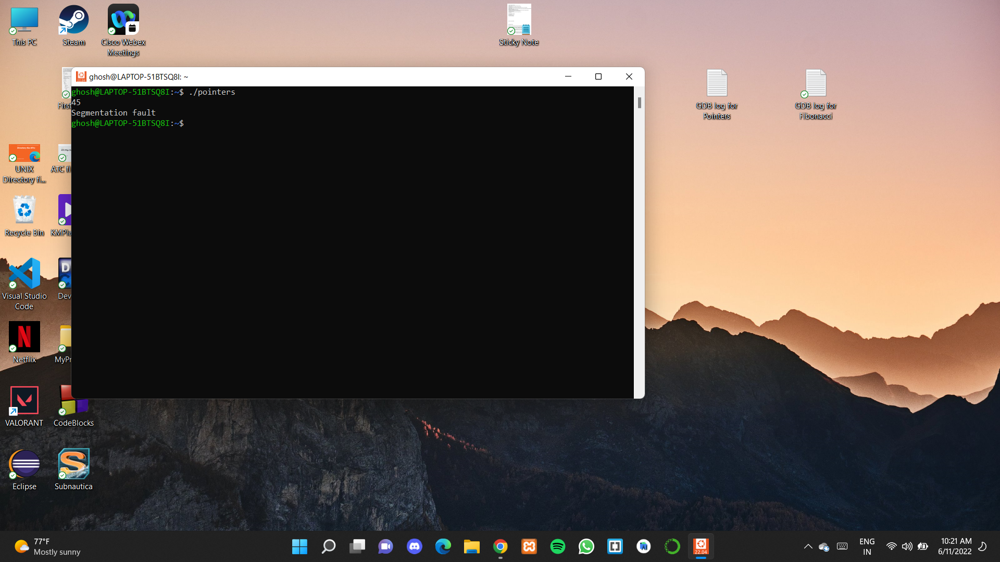 This PC
Steam
Cisco Webex
Meetings
Sticky Note
ghosh@LAPTOP-51BTSQ8I: ~
ghosh@LAPTOP-51BTSQ8I:~$ ./pointers
45
Segmentation fault
ghosh@LAPTOP-51BTSQ8I:~$
First
GDB log for
Pointers
GDB log for
Fibonacci
UNIX
Directory fi...
ATC fl
Recycle Bin
KMPla
Visual Studio
Code
Dev
Netflix
MyPr
VALORANT
CodeBlocks
Eclipse
Subnautica
77°F
Mostly sunny
22.04
ENG
IN
10:21 AM
6/11/2022